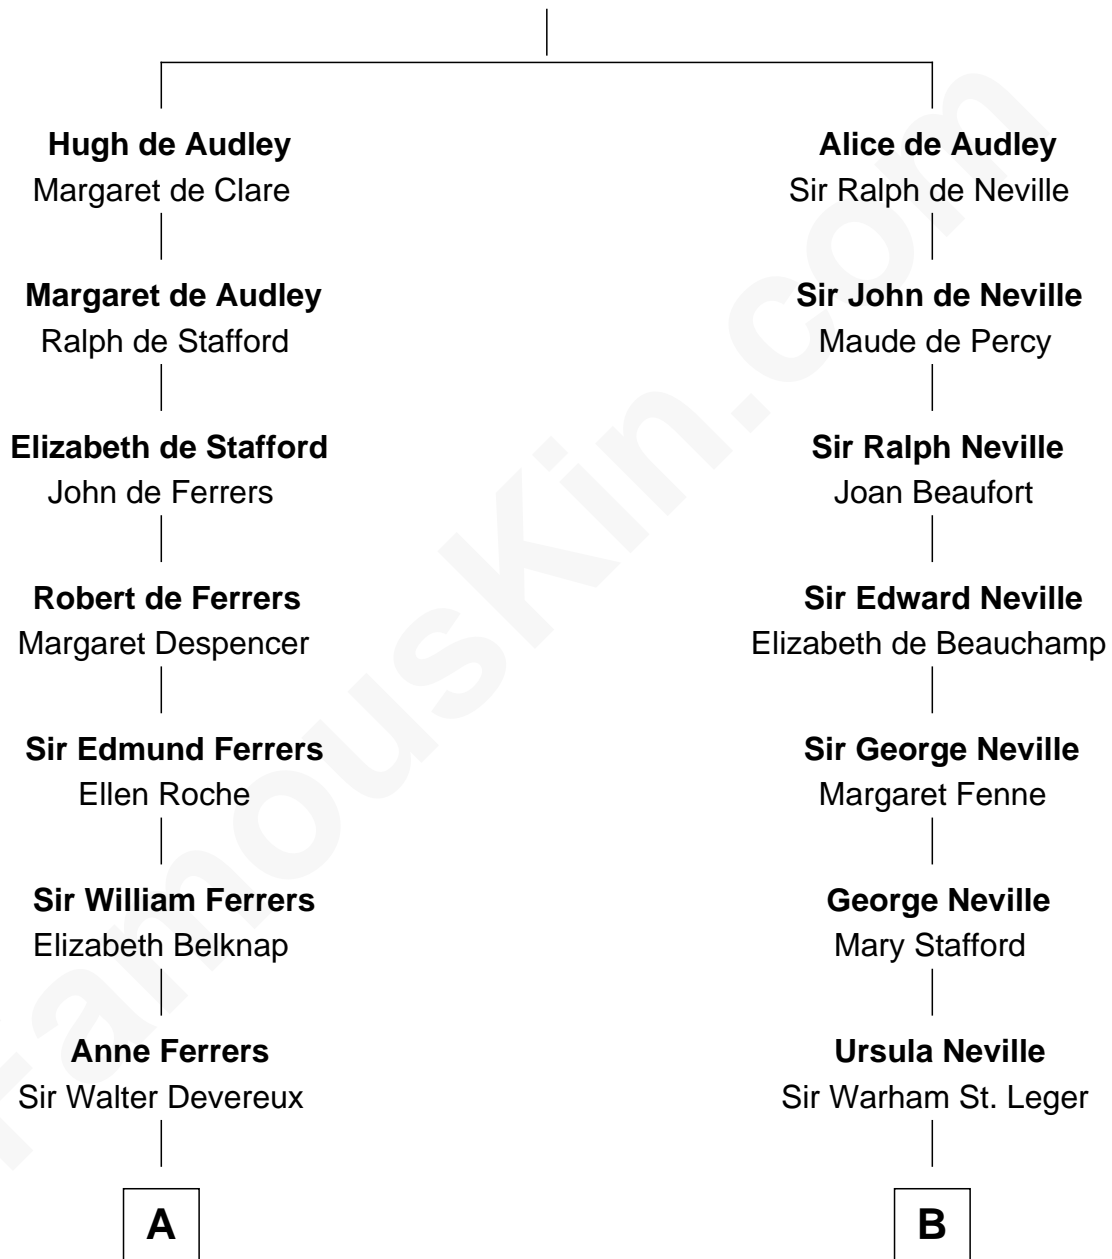 Hugh de Audley
Margaret de Clare
Alice de Audley
Sir Ralph de Neville
Margaret de Audley
Ralph de Stafford
Sir John de Neville
Maude de Percy
Elizabeth de Stafford
John de Ferrers
Sir Ralph Neville
Joan Beaufort
Robert de Ferrers
Margaret Despencer
Sir Edward Neville
Elizabeth de Beauchamp
Sir Edmund Ferrers
Ellen Roche
Sir George Neville
Margaret Fenne
Sir William Ferrers
Elizabeth Belknap
George Neville
Mary Stafford
Anne Ferrers
Sir Walter Devereux
Ursula Neville
Sir Warham St. Leger
A
B
FamousKin.com